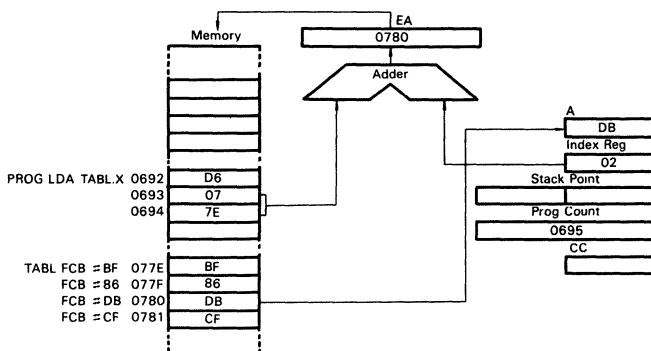 EA
Memory
0780
Adder
A
DB
Index Reg
02
Stack Point
Prog Count
0695
CC
PROG LDA TABL.X 0692 D6
0693 07
0694 7E
TABL FCB =BF 077E BF
FCB =86 077F 86
FCB =DB 0780 DB
FCB =CF 0781 CF